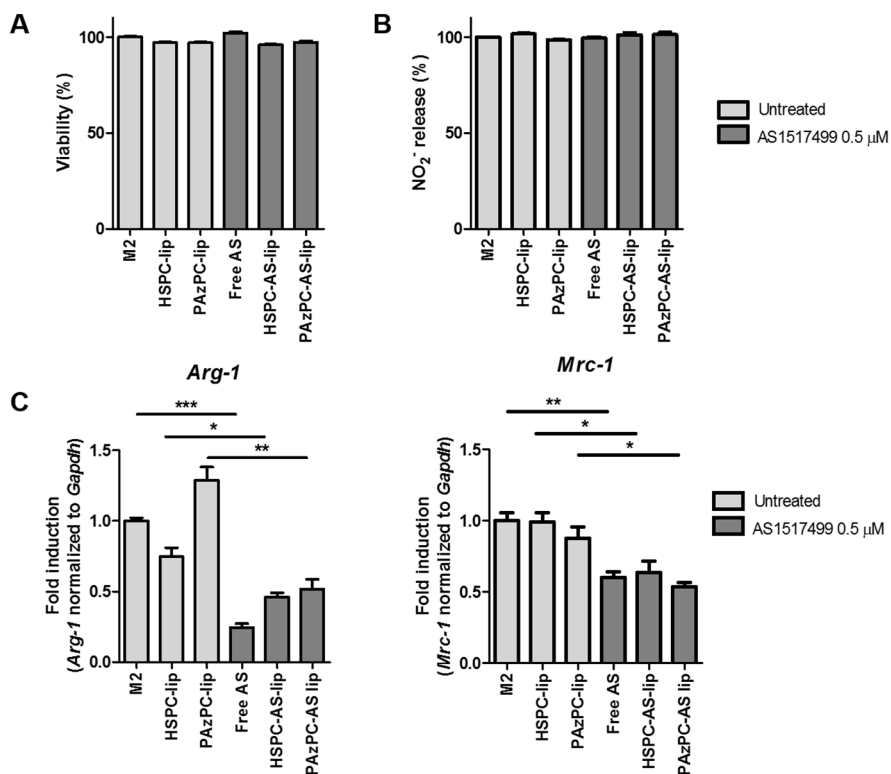 A
Viability (%)
100
50
0
M2
HSPC-lip
PAzPC-lip
Free AS
HSPC-AS-lip
PAzPC-AS-lip
B
NO₂⁻ release (%)
100
50
0
M2
HSPC-lip
PAzPC-lip
Free AS
HSPC-AS-lip
PAzPC-AS-lip
Untreated
AS1517499 0.5 μM
C
Arg-1
***
*
**
Fold induction
(Arg-1 normalized to Gapdh)
1.5
1.0
0.5
0.0
M2
HSPC-lip
PAzPC-lip
Free AS
HSPC-AS-lip
PAzPC-AS lip
Mrc-1
**
*
*
Fold induction
(Mrc-1 normalized to Gapdh)
1.5
1.0
0.5
0.0
M2
HSPC-lip
PAzPC-lip
Free AS
HSPC-AS-lip
PAzPC-AS lip
Untreated
AS1517499 0.5 μM